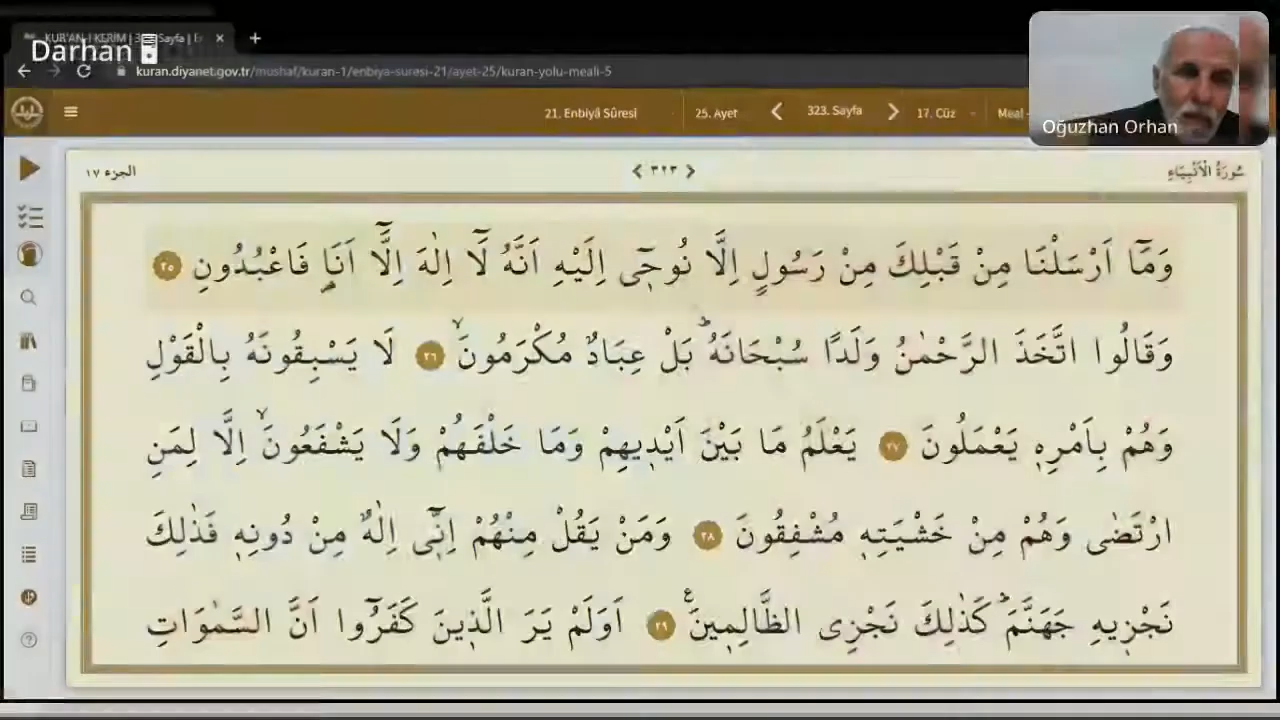 KUR'AN-I KERİM | 3
Sayfa |
Darhan
kuran.diyanet.gov.tr/mushaf/kuran-1/enbiya-suresi-21/ayet-25/kuran-yolu-meali-5
21. Enbiyâ Sûresi
25. Ayet
323. Sayfa
17. Cüz
Meal
Oğuzhan Orhan
سُورَةُ الْاَنْبِيَاءِ
٣٢٣
الجزء ١٧
وَمَٓا اَرْسَلْنَا مِنْ قَبْلِكَ مِنْ رَسُولٍ اِلَّا نُوح۪ٓي اِلَيْهِ اَنَّهُ لَٓا اِلٰهَ اِلَّٓا اَنَا۬ فَاعْبُدُونِ ٢٥
وَقَالُوا اتَّخَذَ الرَّحْمٰنُ وَلَدًا سُبْحَانَهُۜ بَلْ عِبَادٌ مُكْرَمُونَۙ ٢٦ لَا يَسْبِقُونَهُ بِالْقَوْلِ
وَهُمْ بِاَمْرِه۪ يَعْمَلُونَ ٢٧ يَعْلَمُ مَا بَيْنَ اَيْد۪يهِمْ وَمَا خَلْفَهُمْ وَلَا يَشْفَعُونَۙ اِلَّا لِمَنِ
ارْتَضٰى وَهُمْ مِنْ خَشْيَتِه۪ مُشْفِقُونَ ٢٨ وَمَنْ يَقُلْ مِنْهُمْ اِنّ۪ٓي اِلٰهٌ مِنْ دُونِه۪ فَذٰلِكَ
نَجْز۪يهِ جَهَنَّمَۜ كَذٰلِكَ نَجْزِي الظَّالِم۪ينَ۟ ٢٩ اَوَلَمْ يَرَ الَّذ۪ينَ كَفَرُٓوا اَنَّ السَّمٰوَاتِ